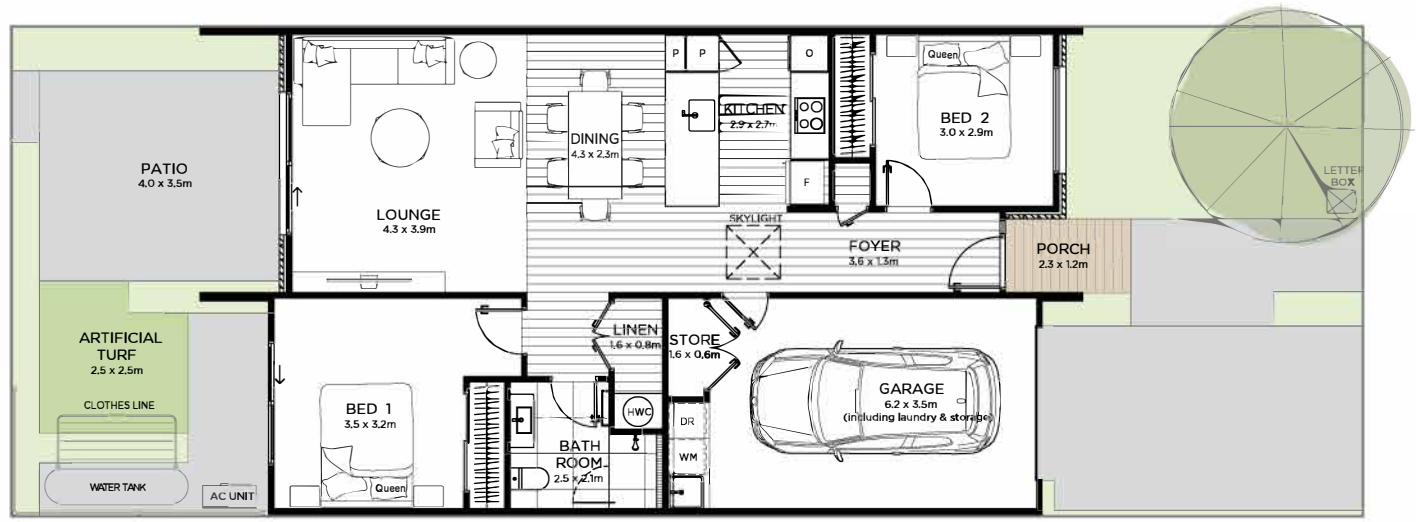 P P
O
Queen
KITCHEN
2.9 x 2.7m
BED 2
3.0 x 2.9m
DINING
4.3 x 2.3m
PATIO
4.0 x 3.5m
F
LETTER
BOX
LOUNGE
4.3 x 3.9m
SKYLIGHT
FOYER
3.6 x 1.3m
PORCH
2.3 x 1.2m
ARTIFICIAL
TURF
2.5 x 2.5m
LINEN
1.6 x 0.8m
STORE
1.6 x 0.6m
CLOTHES LINE
BED 1
3.5 x 3.2m
HWC
GARAGE
6.2 x 3.5m
(including laundry & storage)
DR
BATH
ROOM
2.5 x 2.1m
WM
WATER TANK
AC UNIT
Queen